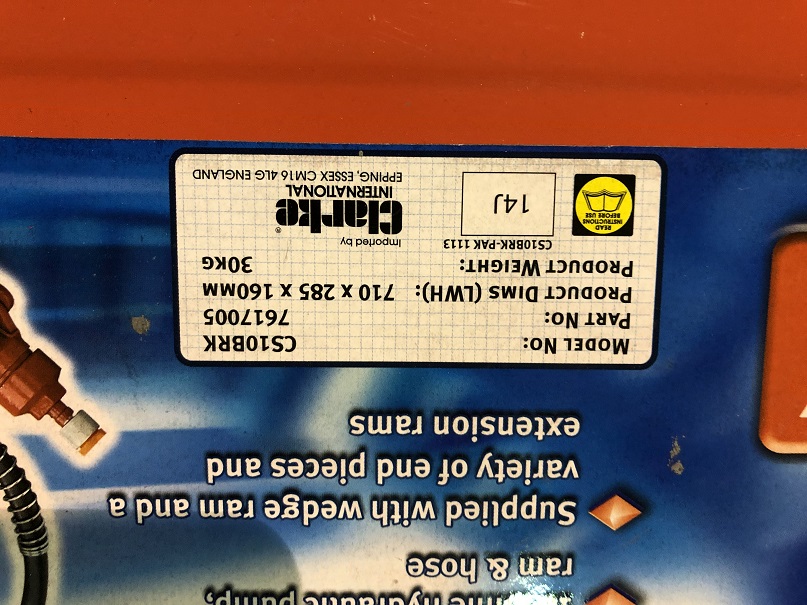 hydraulic pump,
ram & hose
Supplied with wedge ram and a
variety of end pieces and
extension rams
MODEL NO: CS10BRK
PART NO: 7617005
PRODUCT DIMS (LWH): 710 x 285 x 160MM
PRODUCT WEIGHT: 30KG
CS10BRK-PAK 1113
READ
INSTRUCTIONS
BEFORE USE
14J
Imported by
Clarke®
INTERNATIONAL
EPPING, ESSEX CM16 4LG ENGLAND